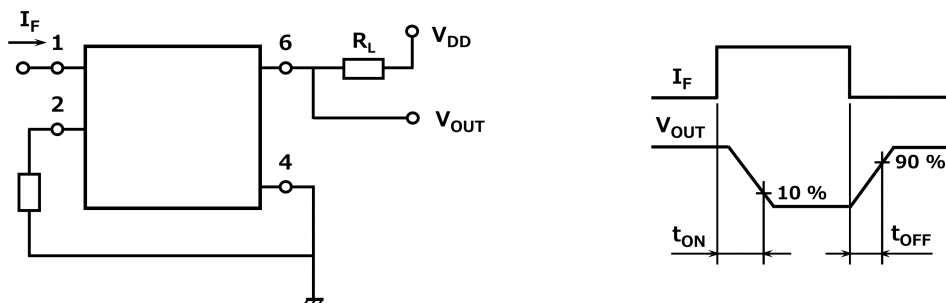 I_F
1
6
R_L
V_DD
2
V_OUT
4
I_F
V_OUT
10 %
90 %
t_ON
t_OFF